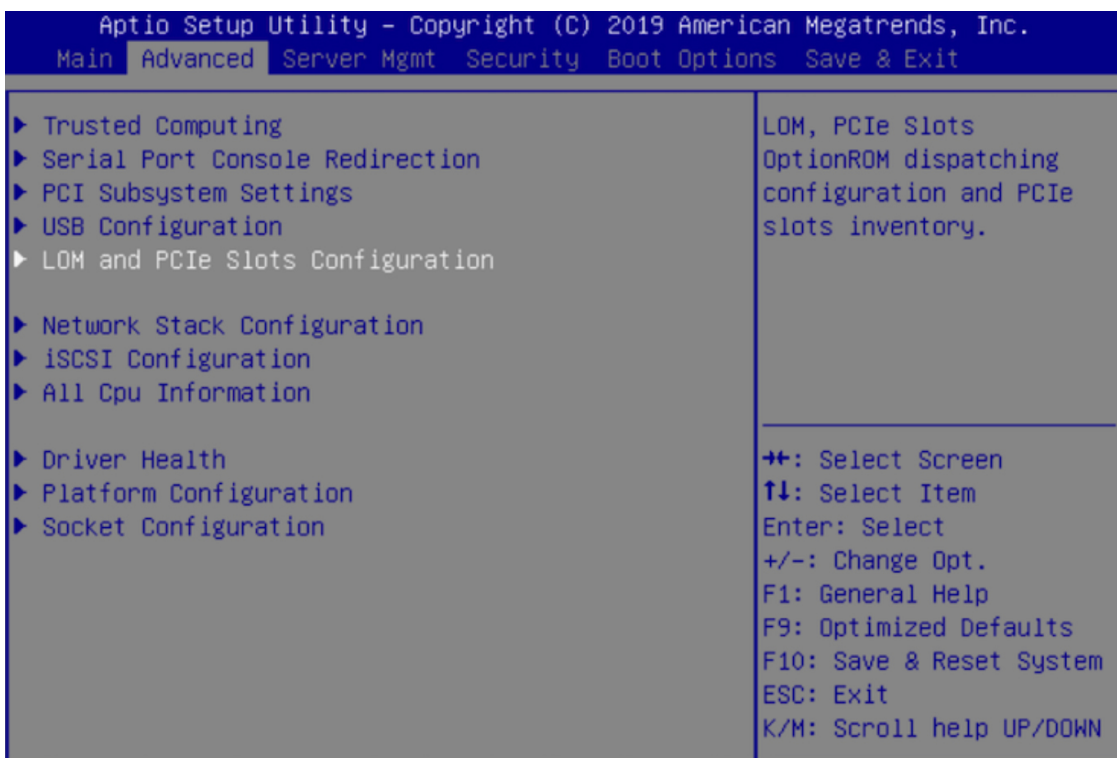 Aptio Setup Utility – Copyright (C) 2019 American Megatrends, Inc.
Main Advanced Server Mgmt Security Boot Options Save & Exit
▶ Trusted Computing
▶ Serial Port Console Redirection
▶ PCI Subsystem Settings
▶ USB Configuration
▶ LOM and PCIe Slots Configuration
▶ Network Stack Configuration
▶ iSCSI Configuration
▶ All Cpu Information
▶ Driver Health
▶ Platform Configuration
▶ Socket Configuration
LOM, PCIe Slots
OptionROM dispatching
configuration and PCIe
slots inventory.
→←: Select Screen
↑↓: Select Item
Enter: Select
+/-: Change Opt.
F1: General Help
F9: Optimized Defaults
F10: Save & Reset System
ESC: Exit
K/M: Scroll help UP/DOWN